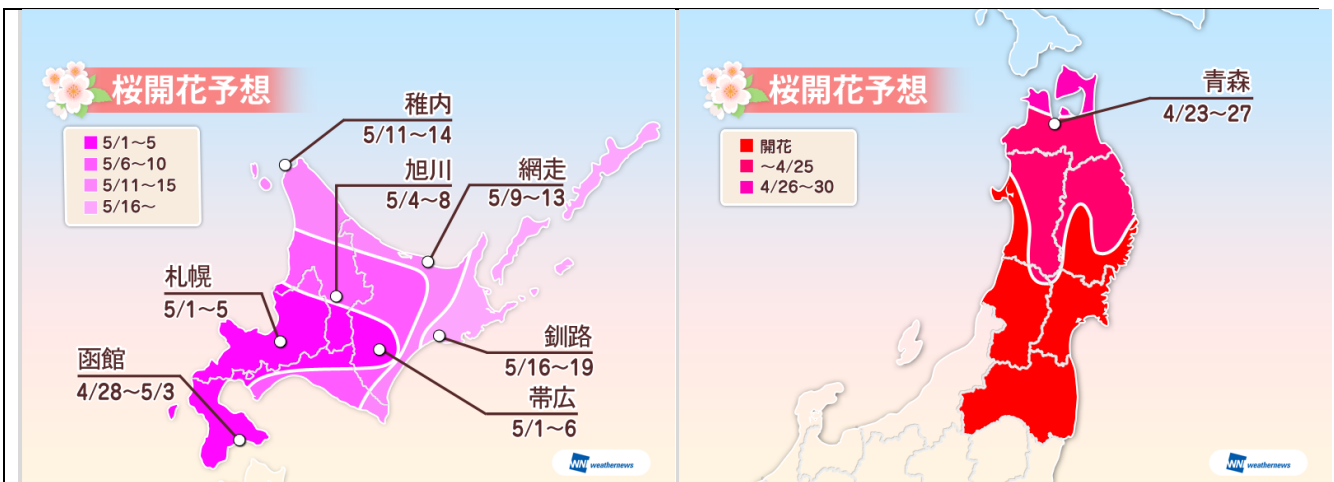 桜開花予想
5/1～5
5/6～10
5/11～15
5/16～
稚内
5/11～14
旭川
5/4～8
網走
5/9～13
札幌
5/1～5
函館
4/28～5/3
釧路
5/16～19
帯広
5/1～6
WNI weathernews
桜開花予想
開花
～4/25
4/26～30
青森
4/23～27
WNI weathernews